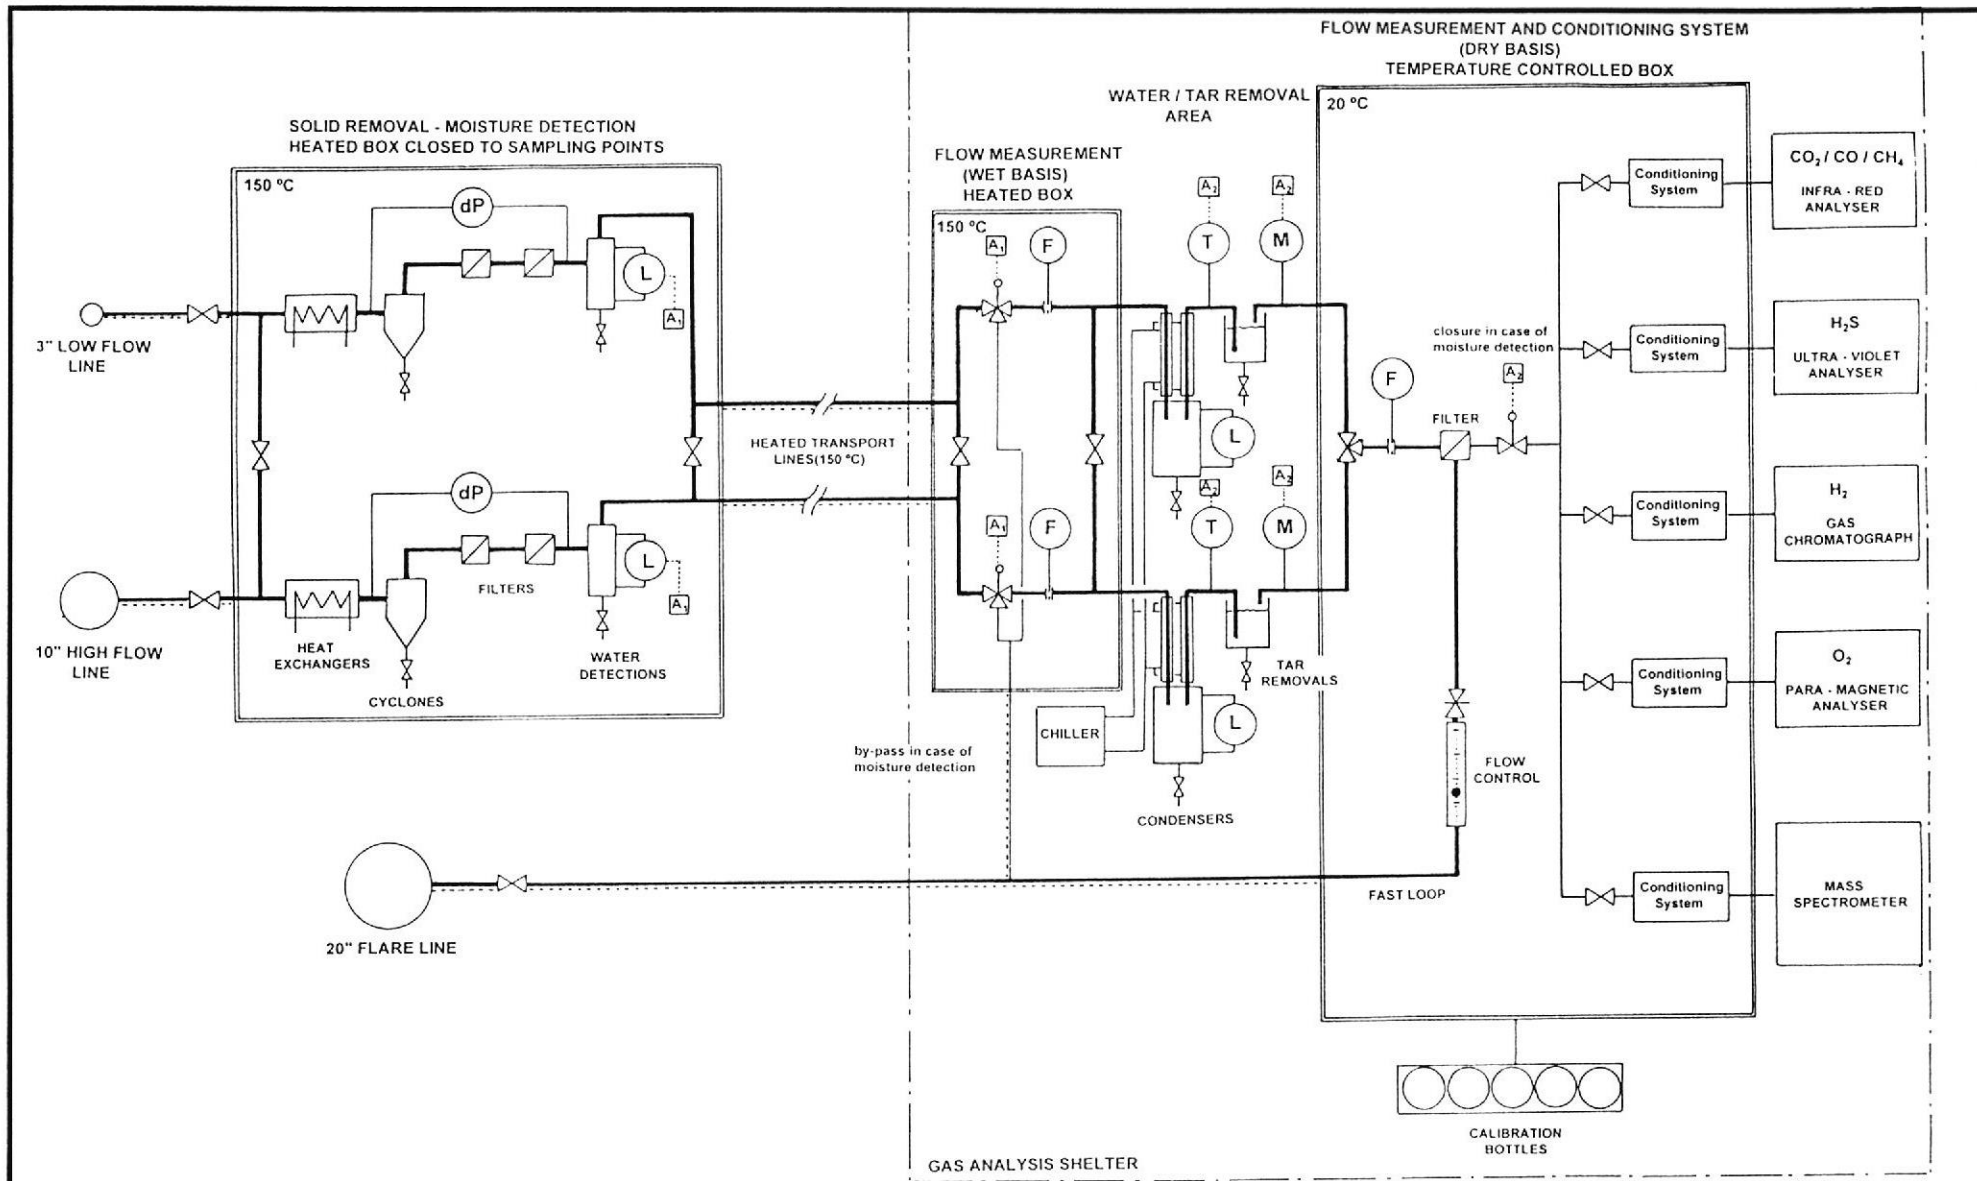 FLOW MEASUREMENT AND CONDITIONING SYSTEM
(DRY BASIS)
TEMPERATURE CONTROLLED BOX
20 ºC
WATER / TAR REMOVAL
AREA
SOLID REMOVAL - MOISTURE DETECTION
HEATED BOX CLOSED TO SAMPLING POINTS
150 ºC
FLOW MEASUREMENT
(WET BASIS)
HEATED BOX
150 ºC
dP
L
A₁
A₁
F
A₂
T
A₂
M
3" LOW FLOW
LINE
HEATED TRANSPORT
LINES(150 ºC)
dP
L
A₁
FILTERS
HEAT
EXCHANGERS
CYCLONES
WATER
DETECTIONS
10" HIGH FLOW
LINE
A₁
F
L
A₂
T
A₂
M
L
TAR
REMOVALS
CHILLER
CONDENSERS
by-pass in case of
moisture detection
20" FLARE LINE
F
FILTER
closure in case of
moisture detection
A₂
FLOW
CONTROL
FAST LOOP
Conditioning
System
CO₂ / CO / CH₄
INFRA - RED
ANALYSER
Conditioning
System
H₂S
ULTRA - VIOLET
ANALYSER
Conditioning
System
H₂
GAS
CHROMATOGRAPH
Conditioning
System
O₂
PARA - MAGNETIC
ANALYSER
Conditioning
System
MASS
SPECTROMETER
CALIBRATION
BOTTLES
GAS ANALYSIS SHELTER